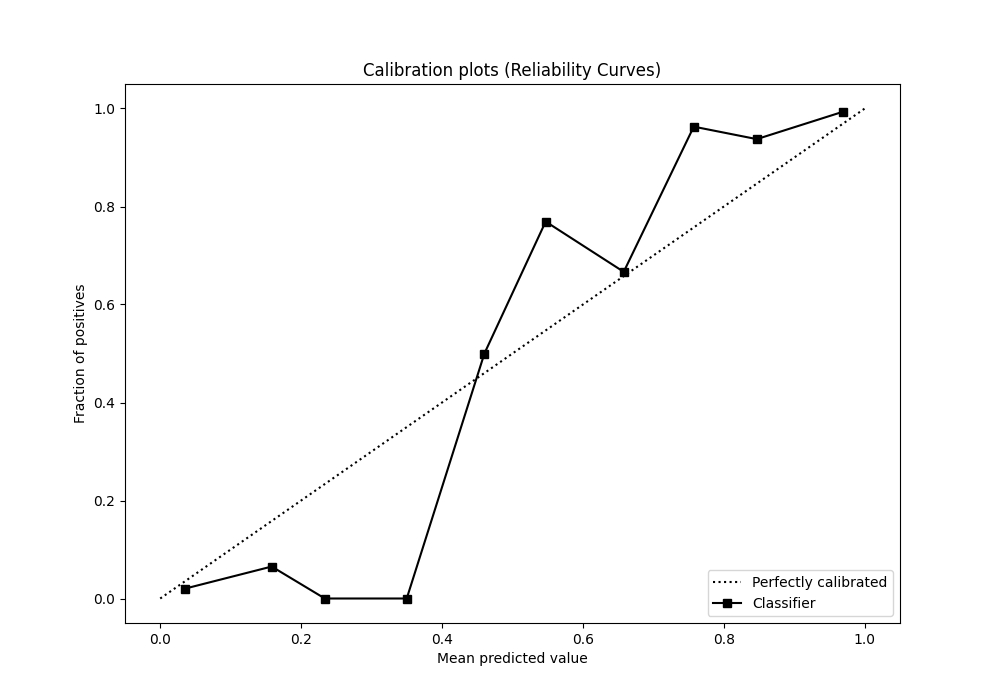 Calibration plots (Reliability Curves)
1.0
0.8
0.6
0.4
0.2
0.0
Fraction of positives
0.0 0.2 0.4 0.6 0.8 1.0
Mean predicted value
Perfectly calibrated
Classifier